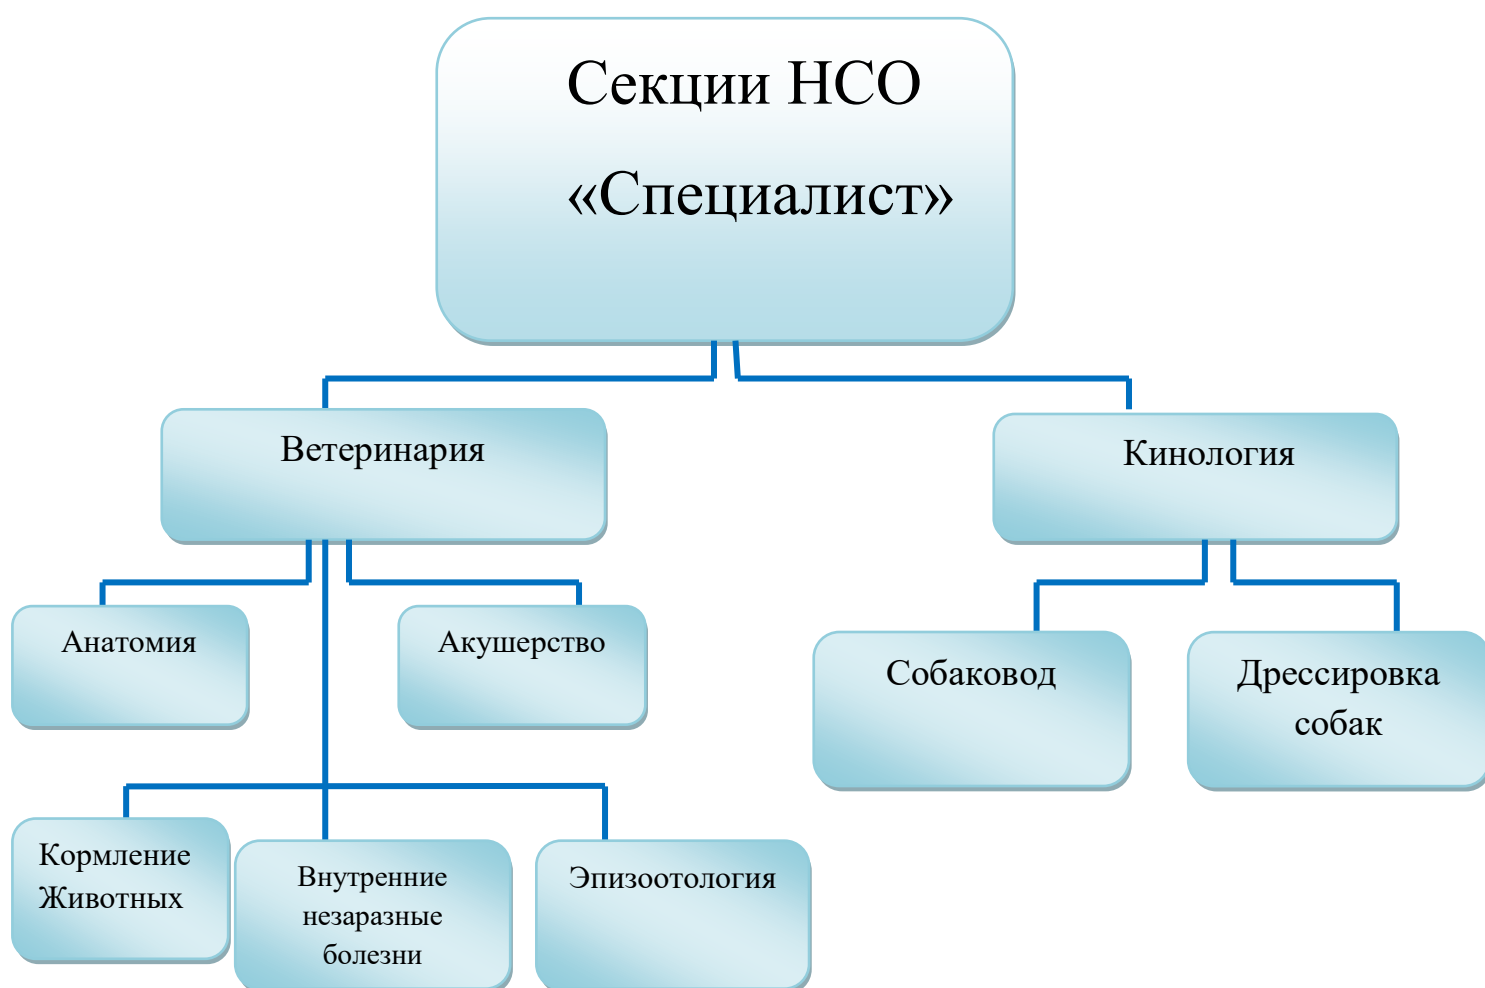 Секции НСО
«Специалист»
Ветеринария
Кинология
Анатомия
Акушерство
Собаковод
Дрессировка
собак
Кормление
Животных
Внутренние
незаразные
болезни
Эпизоотология